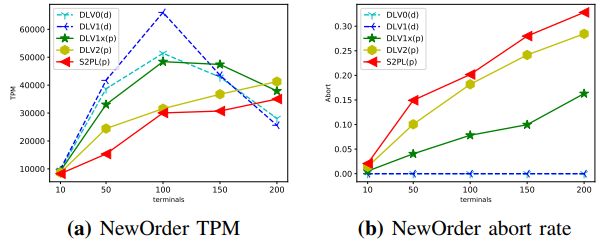 DLV0(d)
DLV1(d)
DLV1x(p)
DLV2(p)
S2PL(p)
60000
50000
40000
30000
20000
10000
TPM
10 50 100 150 200
terminals
(a) NewOrder TPM
DLV0(d)
DLV1(d)
DLV1x(p)
DLV2(p)
S2PL(p)
0.30
0.25
0.20
0.15
0.10
0.05
0.00
Abort
10 50 100 150 200
terminals
(b) NewOrder abort rate